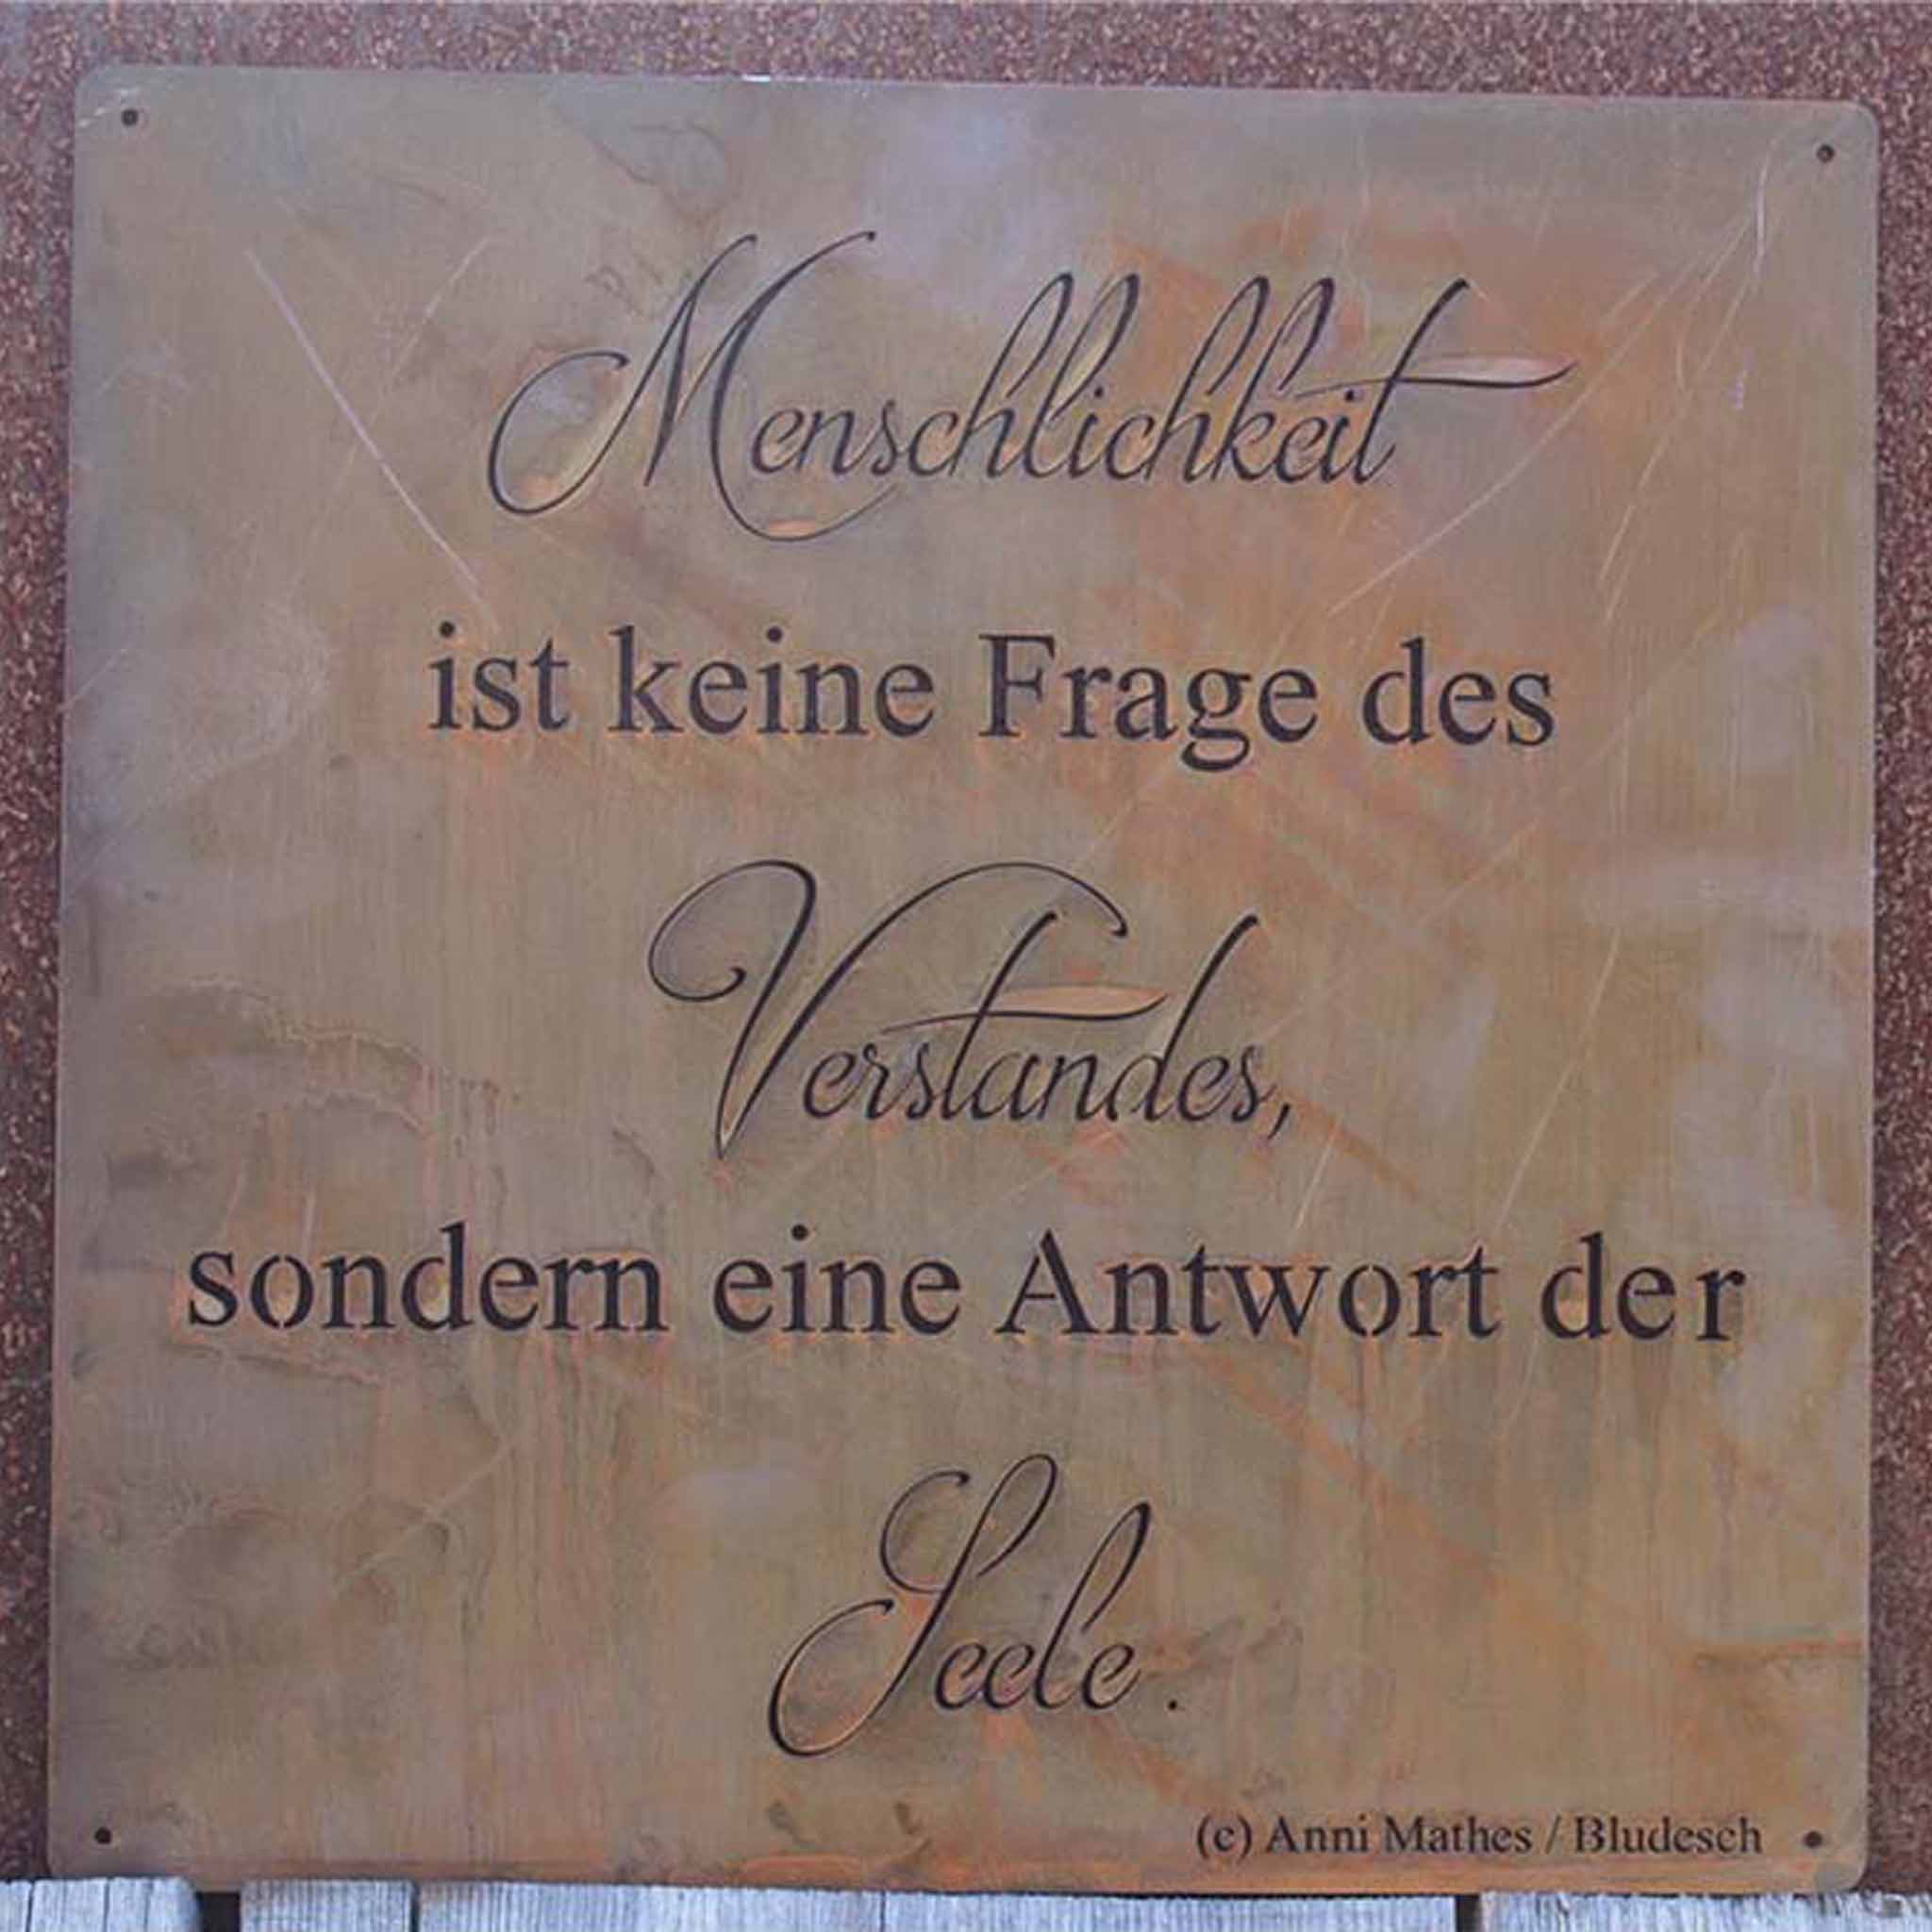 Menschlichkeit
ist keine Frage des
Verstandes,
sondern eine Antwort der
Seele.
(c) Anni Mathes / Bludesch